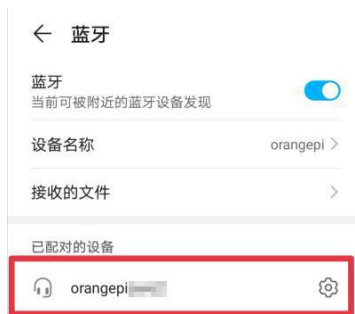 蓝牙
蓝牙
当前可被附近的蓝牙设备发现
设备名称 orangepi
接收的文件
已配对的设备
orangepi